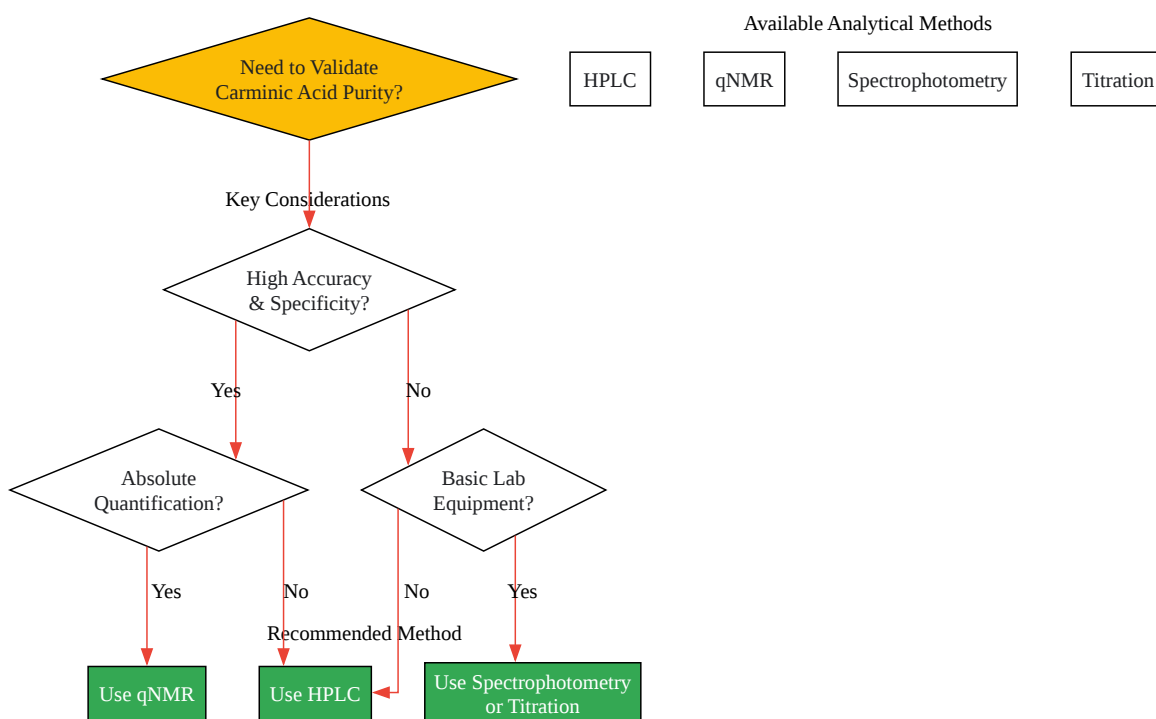 Available Analytical Methods
Need to Validate
Carminic Acid Purity?
HPLC
qNMR
Spectrophotometry
Titration
Key Considerations
High Accuracy
& Specificity?
Yes
No
Absolute
Quantification?
Basic Lab
Equipment?
Yes
No
No
Yes
Recommended Method
Use qNMR
Use HPLC
Use Spectrophotometry
or Titration